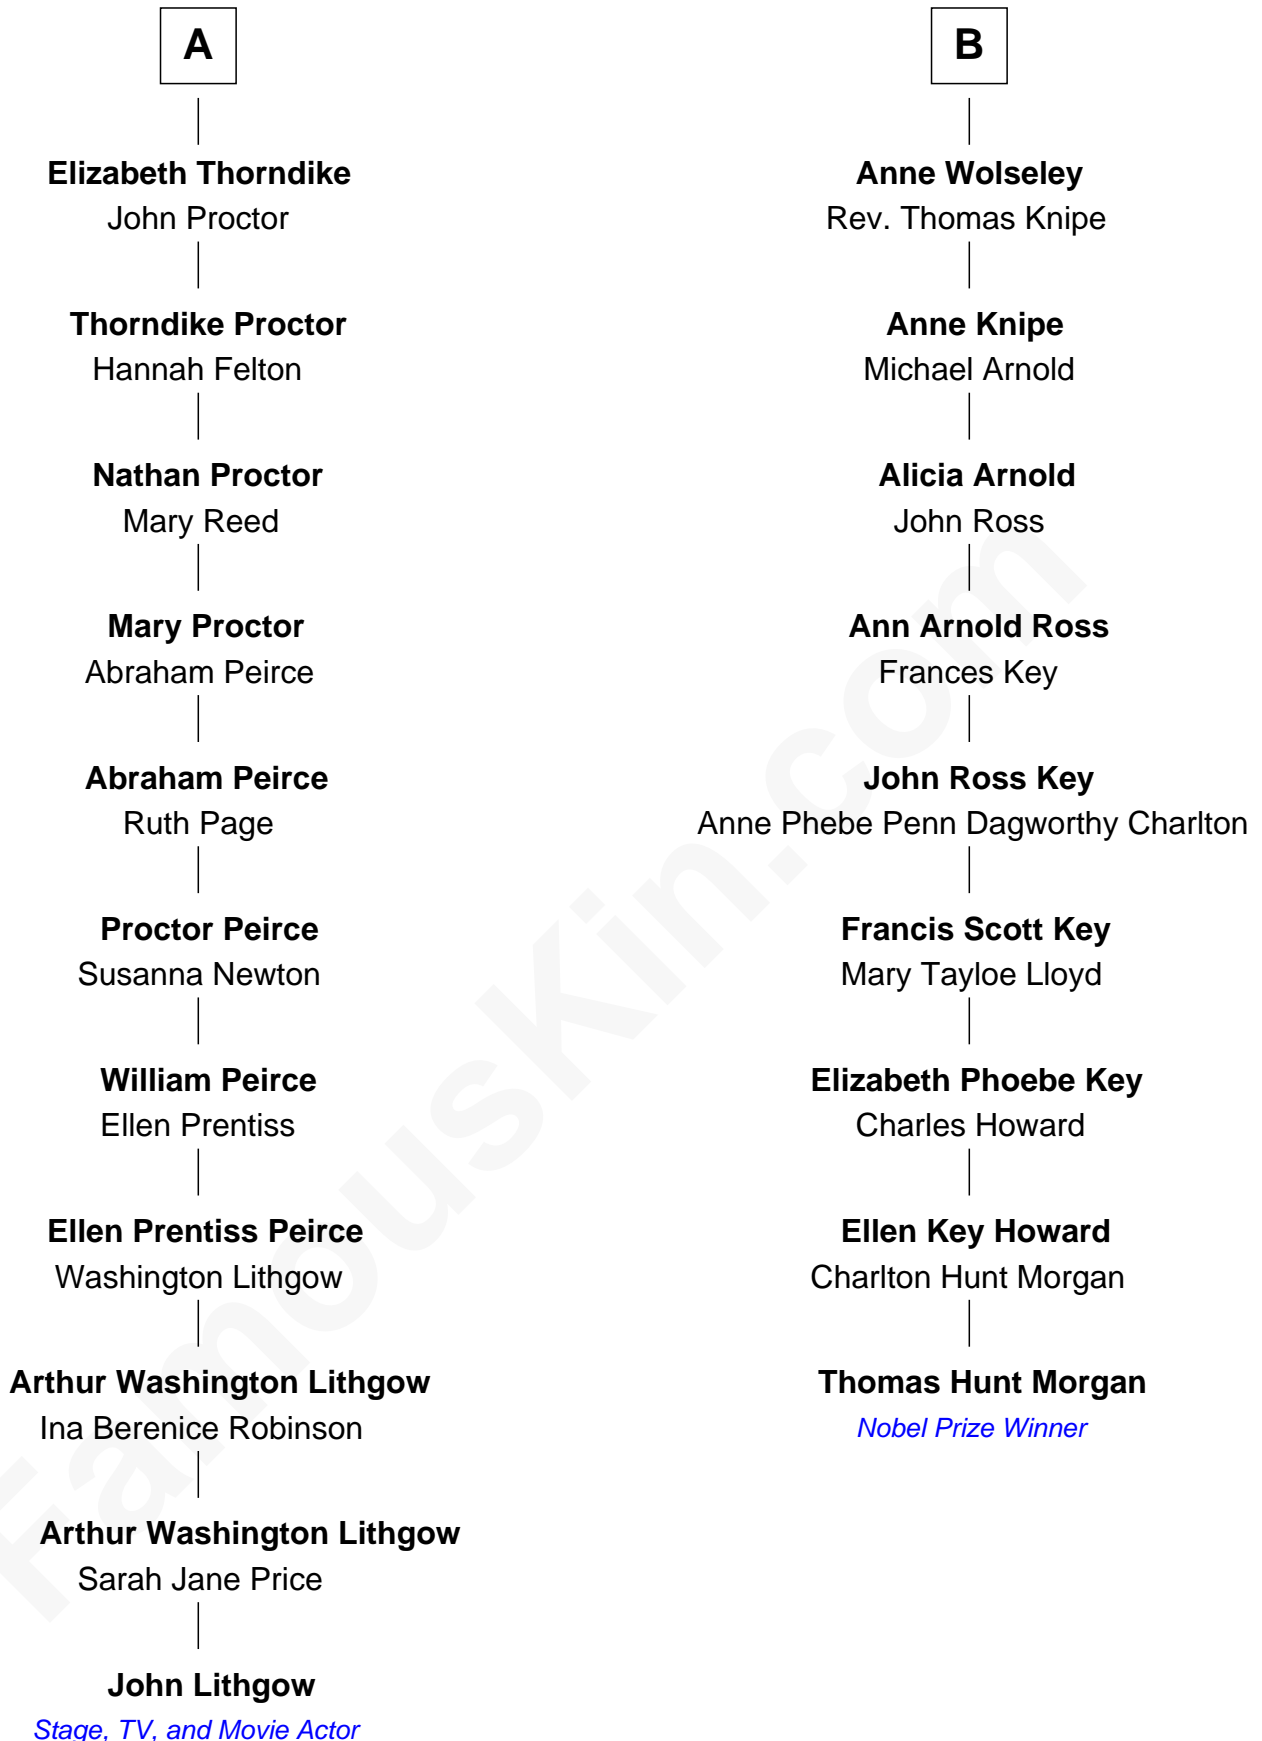 A
Elizabeth Thorndike
John Proctor
Thorndike Proctor
Hannah Felton
Nathan Proctor
Mary Reed
Mary Proctor
Abraham Peirce
Abraham Peirce
Ruth Page
Proctor Peirce
Susanna Newton
William Peirce
Ellen Prentiss
Ellen Prentiss Peirce
Washington Lithgow
Arthur Washington Lithgow
Ina Berenice Robinson
Arthur Washington Lithgow
Sarah Jane Price
John Lithgow
Stage, TV, and Movie Actor
B
Anne Wolseley
Rev. Thomas Knipe
Anne Knipe
Michael Arnold
Alicia Arnold
John Ross
Ann Arnold Ross
Frances Key
John Ross Key
Anne Phebe Penn Dagworthy Charlton
Francis Scott Key
Mary Tayloe Lloyd
Elizabeth Phoebe Key
Charles Howard
Ellen Key Howard
Charlton Hunt Morgan
Thomas Hunt Morgan
Nobel Prize Winner
FamousKin.com